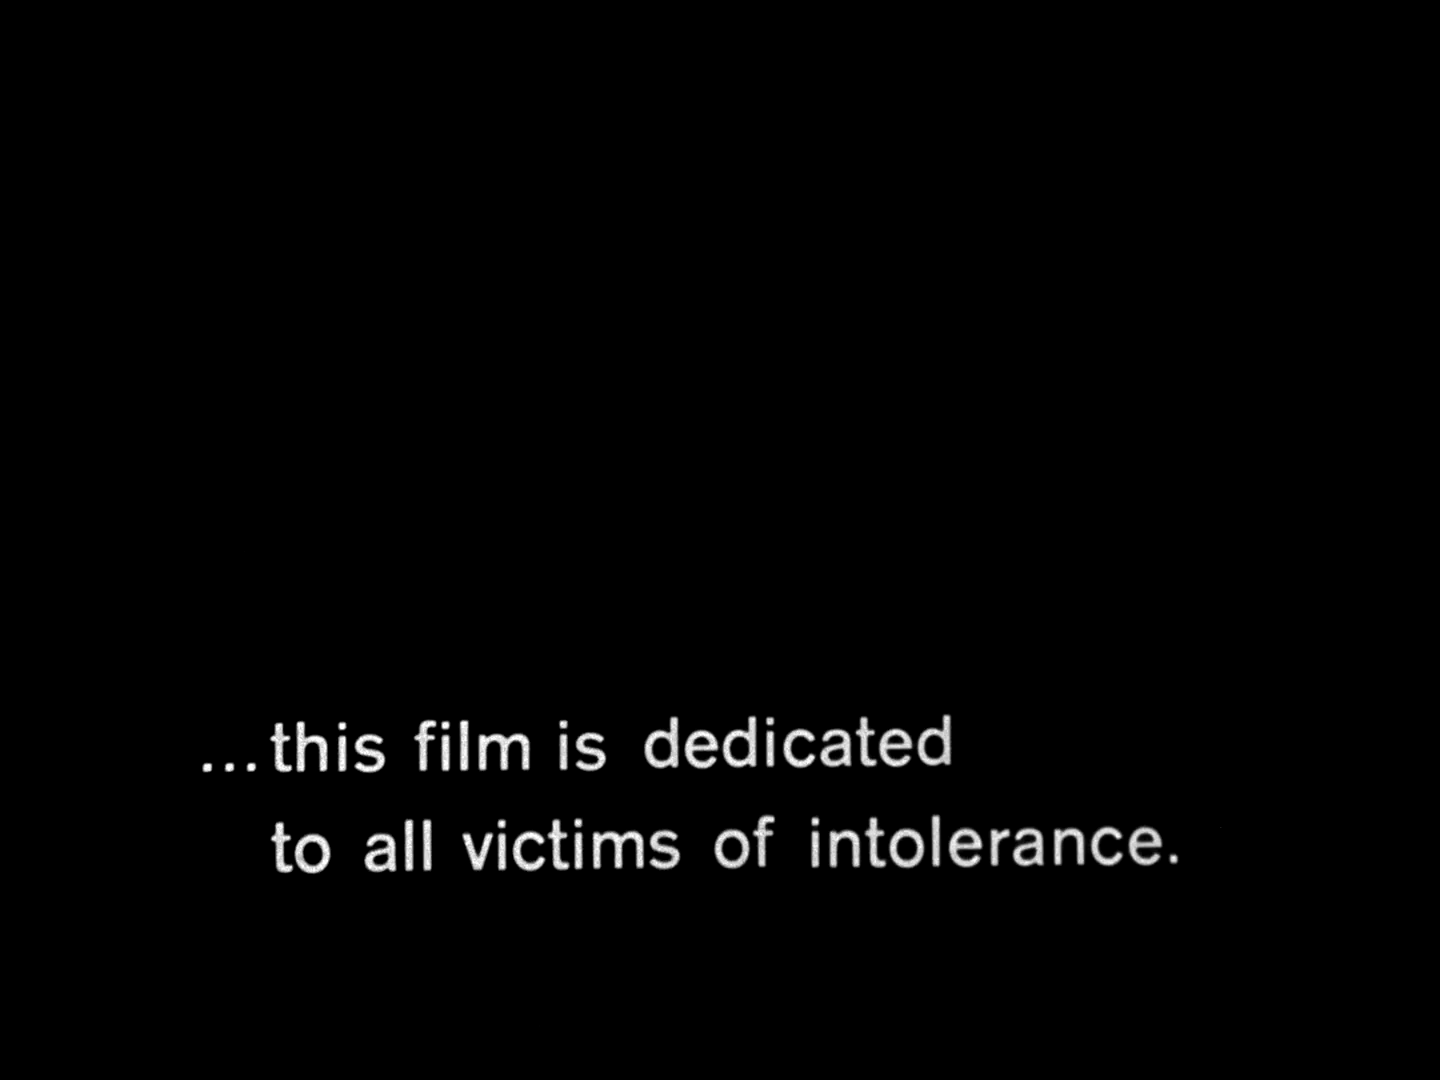 ...this film is dedicated
to all victims of intolerance.